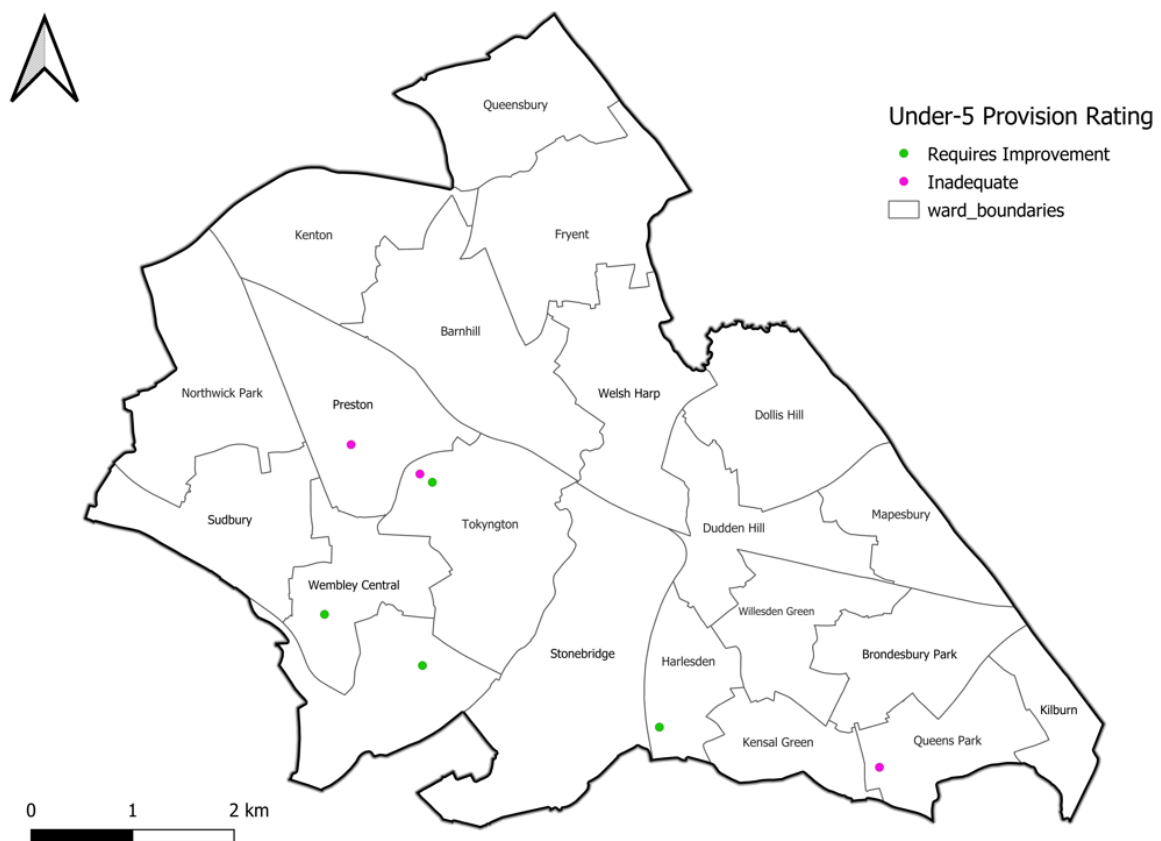 Queensbury
Under-5 Provision Rating
Requires Improvement
Inadequate
ward_boundaries
Kenton
Fryent
Barnhill
Northwick Park
Preston
Welsh Harp
Dollis Hill
Sudbury
Tokyngton
Dudden Hill
Mapesbury
Wembley Central
Willesden Green
Stonebridge
Harlesden
Brondesbury Park
Kilburn
Kensal Green
Queens Park
0 1 2 km